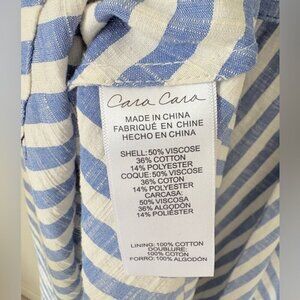 Cara Cara
MADE IN CHINA
FABRIQUÉ EN CHINE
HECHO EN CHINA
SHELL: 50% VISCOSE
36% COTTON
14% POLYESTER
COQUE: 50% VISCOSE
36% COTON
14% POLYESTER
CARCASA:
50% VISCOSA
36% ALGODÓN
14% POLIÉSTER
LINING: 100% COTTON
DOUBLURE:
100% COTON
FORRO: 100% ALGODÓN